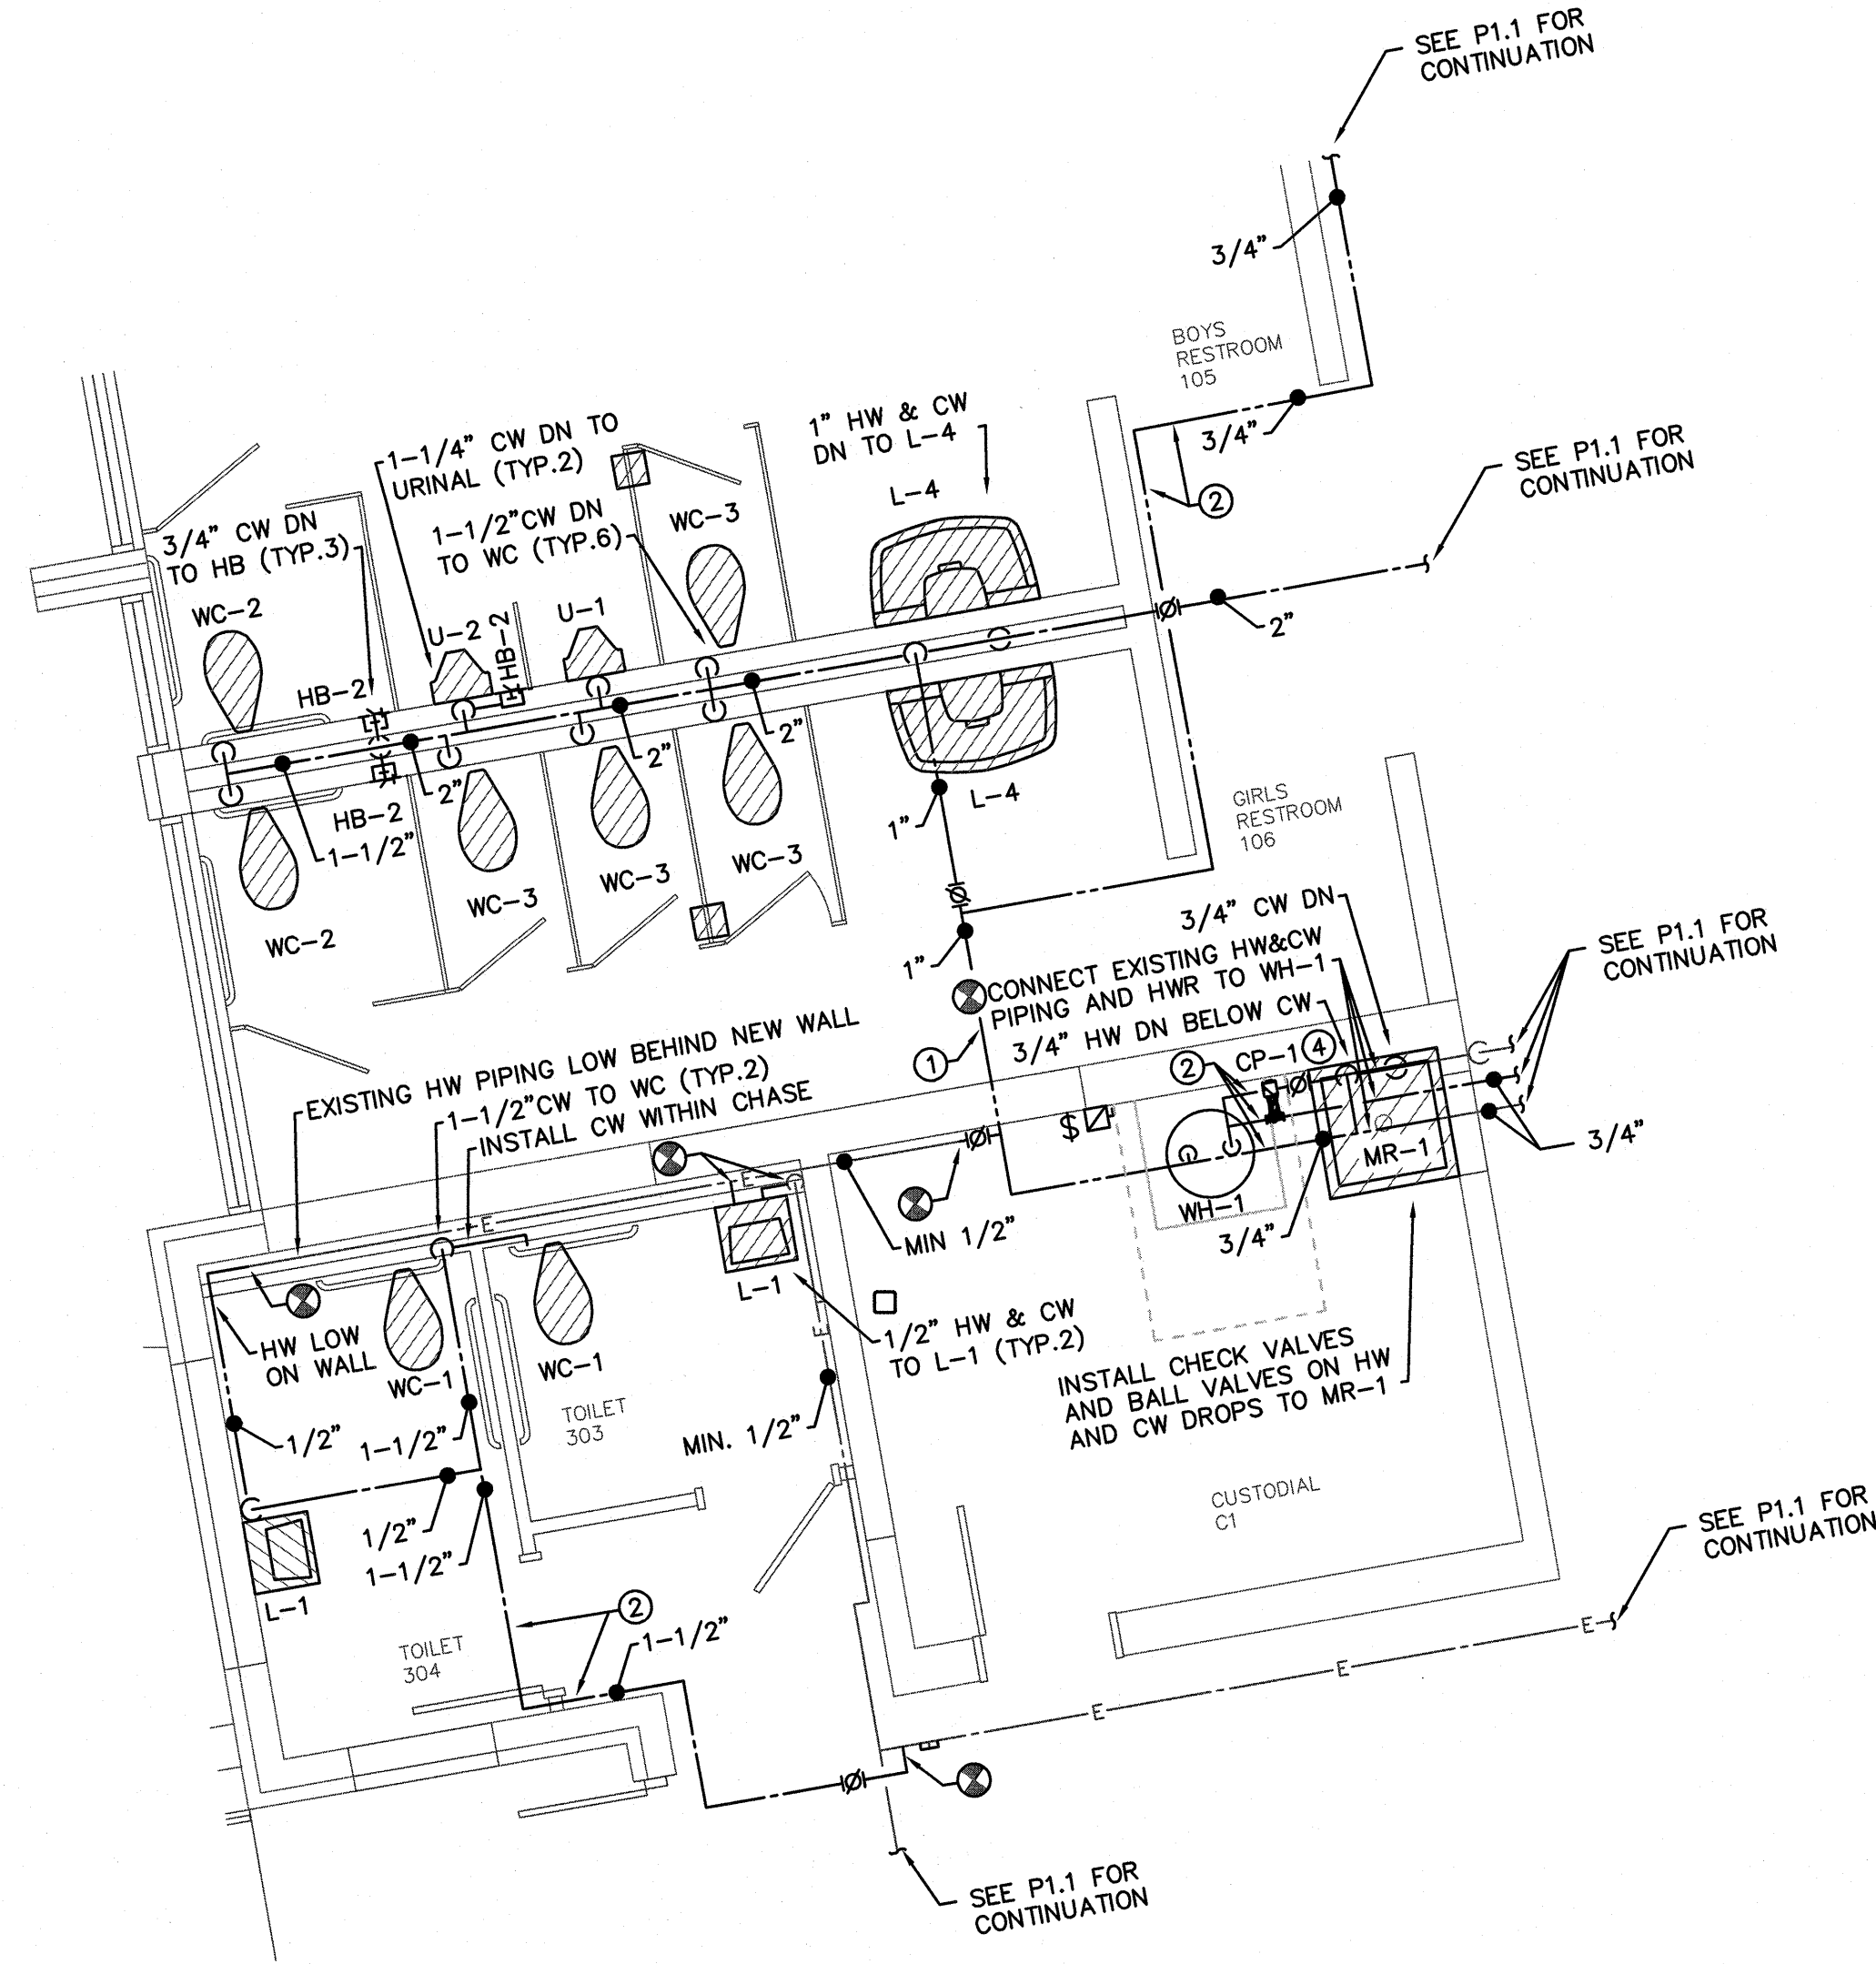 SEE P1.1 FOR
CONTINUATION
3/4"
BOYS
RESTROOM
105
3/4"
2
SEE P1.1 FOR
CONTINUATION
2"
1" HW & CW
DN TO L-4
L-4
1-1/4" CW DN TO
URINAL (TYP.2)
1-1/2"CW DN
TO WC (TYP.6)
WC-3
3/4" CW DN
TO HB (TYP.3)
WC-2
U-2
HB-2
U-1
HB-2
HB-2
1-1/2"
2"
2"
2"
L-4
1"
WC-2
WC-3
WC-3
WC-3
GIRLS
RESTROOM
106
1"
3/4" CW DN
CONNECT EXISTING HW&CW
PIPING AND HWR TO WH-1
3/4" HW DN BELOW CW
1
2
CP-1
4
SEE P1.1 FOR
CONTINUATION
3/4"
EXISTING HW PIPING LOW BEHIND NEW WALL
1-1/2"CW TO WC (TYP.2)
INSTALL CW WITHIN CHASE
E
E
$
WH-1
MR-1
3/4"
MIN 1/2"
L-1
1/2" HW & CW
TO L-1 (TYP.2)
E
HW LOW
ON WALL
WC-1
WC-1
TOILET
303
1/2"
1-1/2"
MIN. 1/2"
INSTALL CHECK VALVES
AND BALL VALVES ON HW
AND CW DROPS TO MR-1
CUSTODIAL
C1
1/2"
1-1/2"
L-1
TOILET
304
2
1-1/2"
SEE P1.1 FOR
CONTINUATION
E
E
E
SEE P1.1 FOR
CONTINUATION